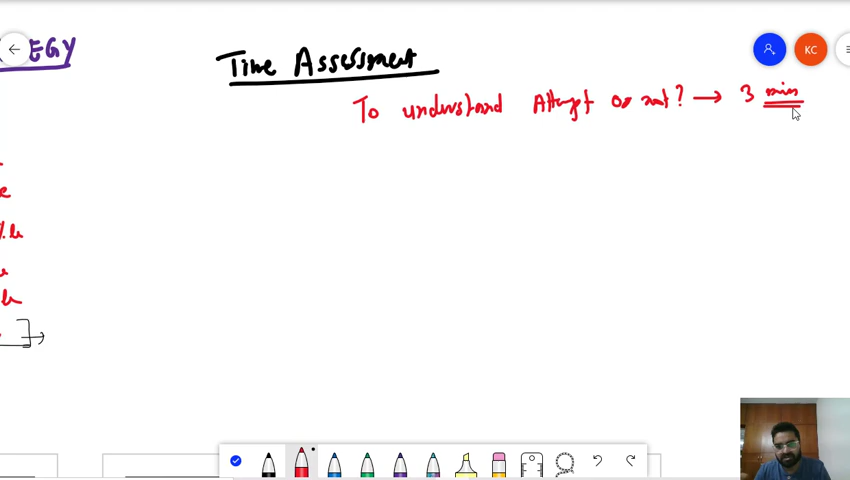 EGY
Time Assessment
KC
To understand Attempt or not? → 3 mins